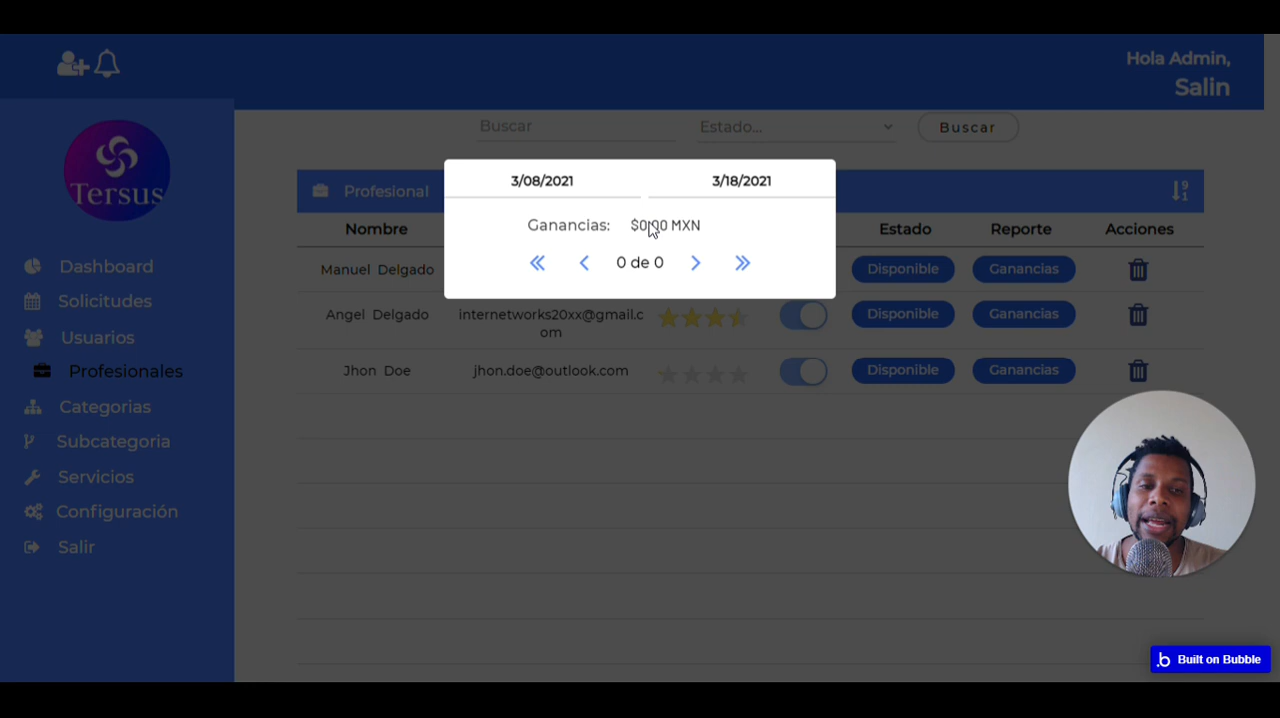 Hola Admin,
Salin
Tersus
Dashboard
Solicitudes
Usuarios
Profesionales
Categorias
Subcategoria
Servicios
Configuración
Salir
Buscar
Estado...
Buscar
Profesional
Nombre
Estado
Reporte
Acciones
Manuel Delgado
Disponible
Ganancias
Angel Delgado
internetworks20xx@gmail.c
om
Disponible
Ganancias
Jhon Doe
jhon.doe@outlook.com
Disponible
Ganancias
3/08/2021
3/18/2021
Ganancias: $0.00 MXN
0 de 0
Built on Bubble